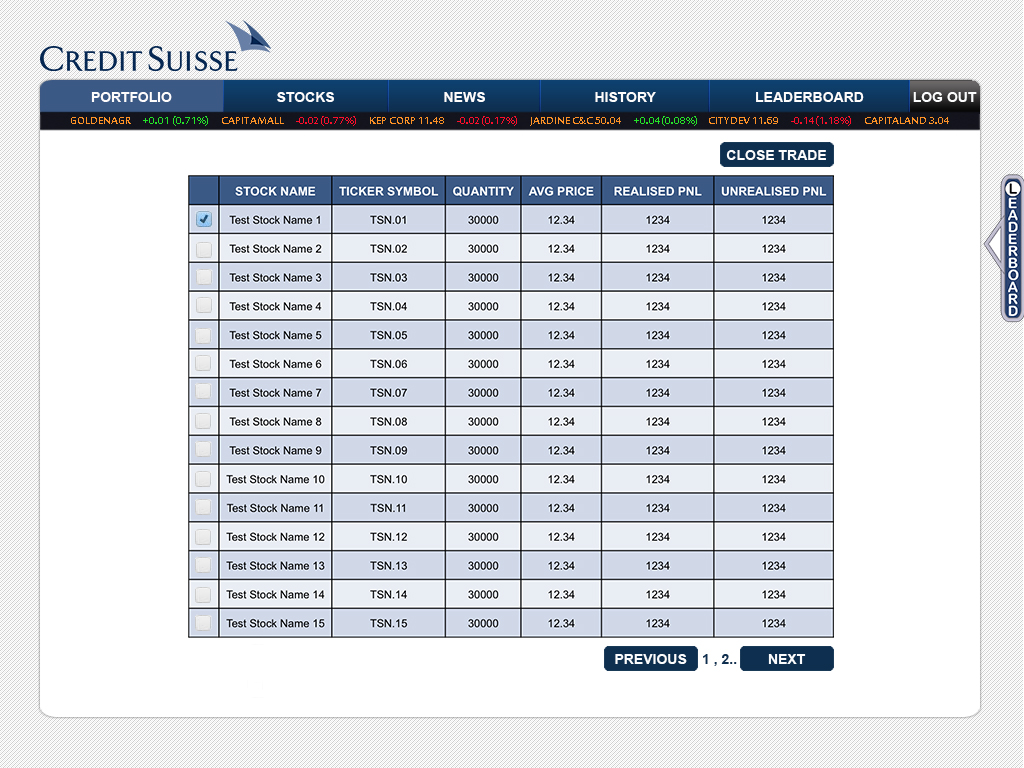 CREDIT SUISSE
PORTFOLIO STOCKS NEWS HISTORY LEADERBOARD LOG OUT
GOLDENAGR +0.01 (0.71%) CAPITAMALL -0.02 (0.77%) KEP CORP 11.48 -0.02 (0.17%) JARDINE C&C 50.04 +0.04 (0.08%) CITYDEV 11.69 -0.14 (1.18%) CAPITALAND 3.04
CLOSE TRADE
STOCK NAME TICKER SYMBOL QUANTITY AVG PRICE REALISED PNL UNREALISED PNL
Test Stock Name 1 TSN.01 30000 12.34 1234 1234
Test Stock Name 2 TSN.02 30000 12.34 1234 1234
Test Stock Name 3 TSN.03 30000 12.34 1234 1234
Test Stock Name 4 TSN.04 30000 12.34 1234 1234
Test Stock Name 5 TSN.05 30000 12.34 1234 1234
Test Stock Name 6 TSN.06 30000 12.34 1234 1234
Test Stock Name 7 TSN.07 30000 12.34 1234 1234
Test Stock Name 8 TSN.08 30000 12.34 1234 1234
Test Stock Name 9 TSN.09 30000 12.34 1234 1234
Test Stock Name 10 TSN.10 30000 12.34 1234 1234
Test Stock Name 11 TSN.11 30000 12.34 1234 1234
Test Stock Name 12 TSN.12 30000 12.34 1234 1234
Test Stock Name 13 TSN.13 30000 12.34 1234 1234
Test Stock Name 14 TSN.14 30000 12.34 1234 1234
Test Stock Name 15 TSN.15 30000 12.34 1234 1234
PREVIOUS 1 , 2.. NEXT
LEADERBOARD